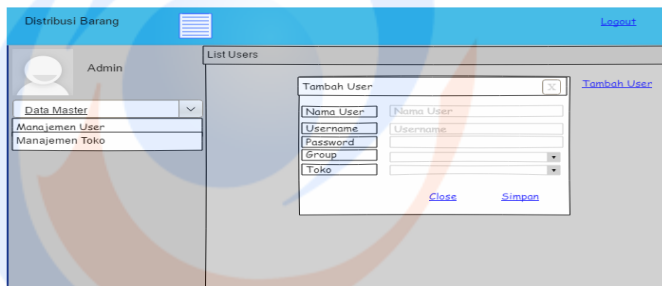 Distribusi Barang
Logout
Admin
List Users
Tambah User
X
Tambah User
Data Master
Manajemen User
Manajemen Toko
Nama User
Nama User
Username
Username
Password
Group
Toko
Close
Simpan